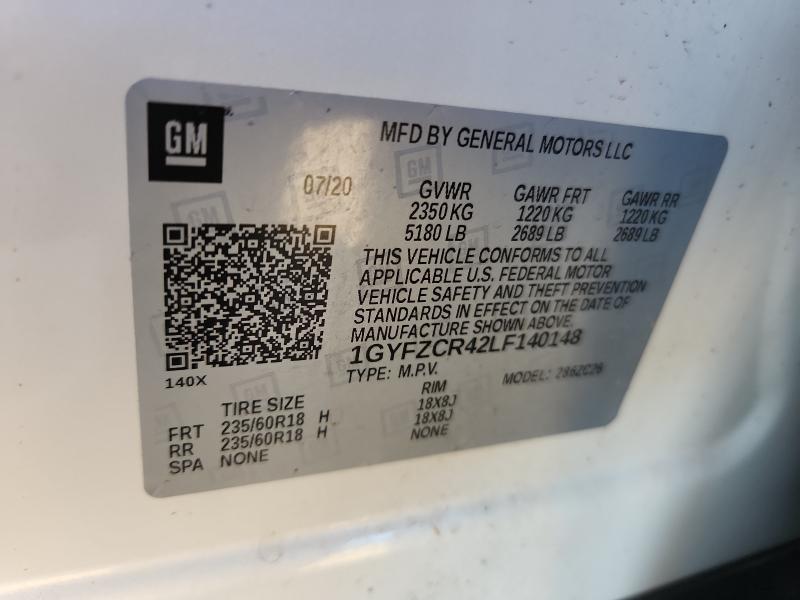 GM
MFD BY GENERAL MOTORS LLC
07/20
GVWR GAWR FRT GAWR RR
2350 KG 1220 KG 1220 KG
5180 LB 2689 LB 2689 LB
THIS VEHICLE CONFORMS TO ALL
APPLICABLE U.S. FEDERAL MOTOR
VEHICLE SAFETY AND THEFT PREVENTION
STANDARDS IN EFFECT ON THE DATE OF
MANUFACTURE SHOWN ABOVE.
1GYFZCR42LF140148
140X
TYPE: M.P.V. MODEL:
TIRE SIZE RIM
FRT 235/60R18 H 18X8J
RR 235/60R18 H 18X8J
SPA NONE NONE